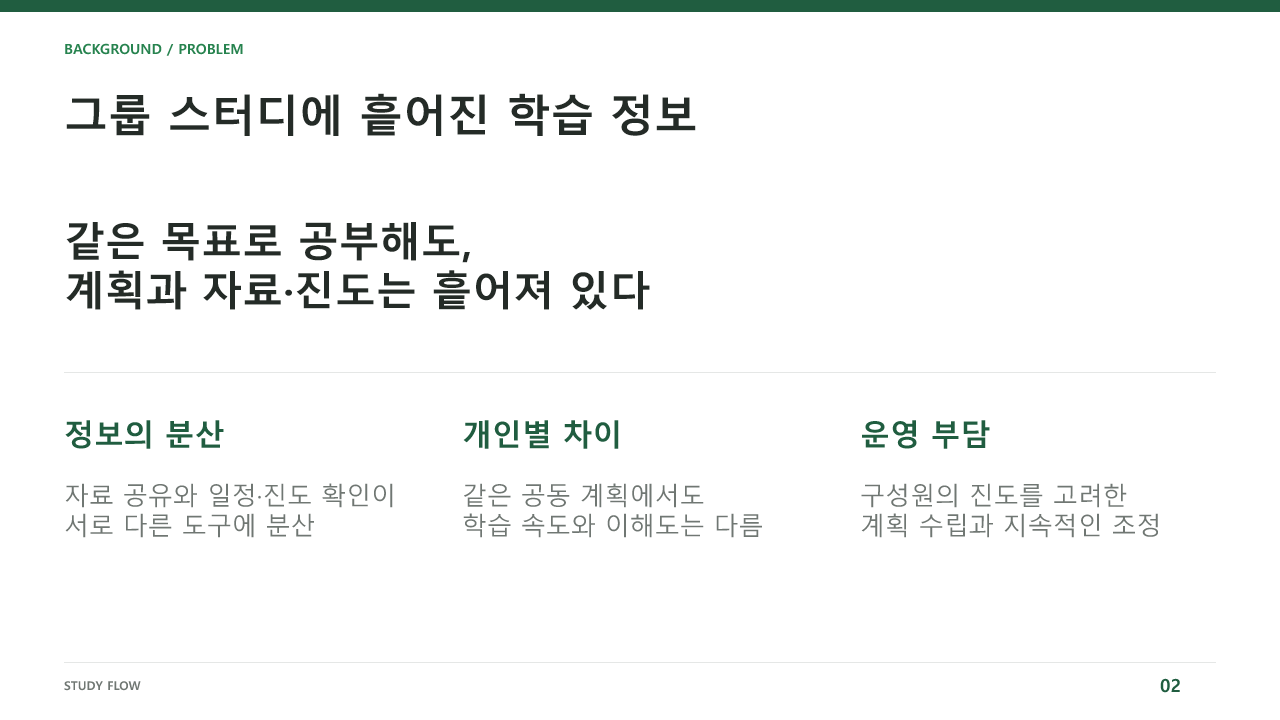 BACKGROUND / PROBLEM
그룹 스터디에 흩어진 학습 정보
같은 목표로 공부해도,
계획과 자료·진도는 흩어져 있다
정보의 분산
자료 공유와 일정·진도 확인이
서로 다른 도구에 분산
개인별 차이
같은 공동 계획에서도
학습 속도와 이해도는 다름
운영 부담
구성원의 진도를 고려한
계획 수립과 지속적인 조정
STUDY FLOW
02